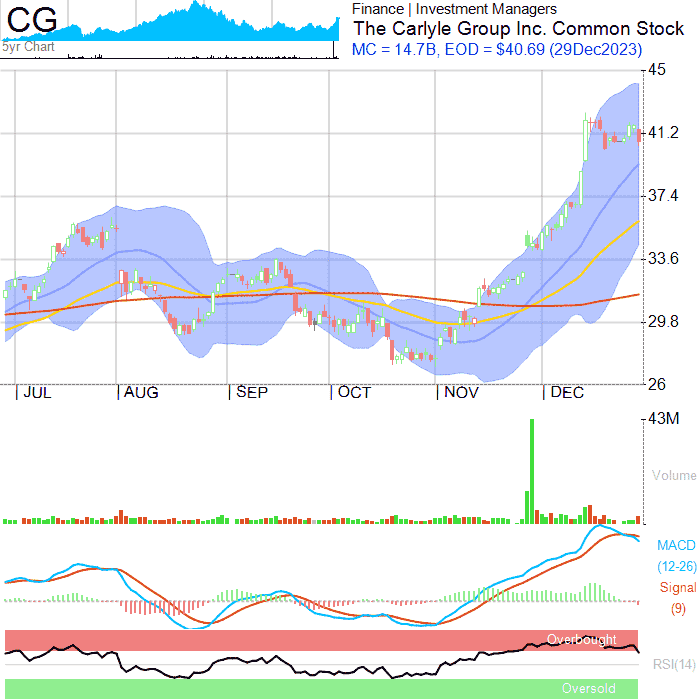 CG
5yr Chart
Finance | Investment Managers
The Carlyle Group Inc. Common Stock
MC = 14.7B, EOD = $40.69 (29Dec2023)
45
41.2
37.4
33.6
29.8
26
JUL AUG SEP OCT NOV DEC
43M
Volume
MACD
(12-26)
Signal
(9)
Overbought
RSI(14)
Oversold